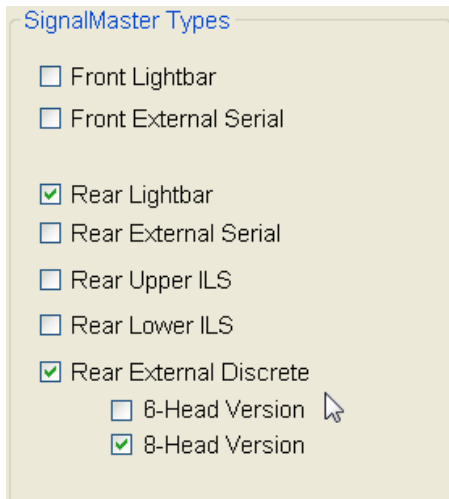 SignalMaster Types
Front Lightbar
Front External Serial
Rear Lightbar
Rear External Serial
Rear Upper ILS
Rear Lower ILS
Rear External Discrete
6-Head Version
8-Head Version